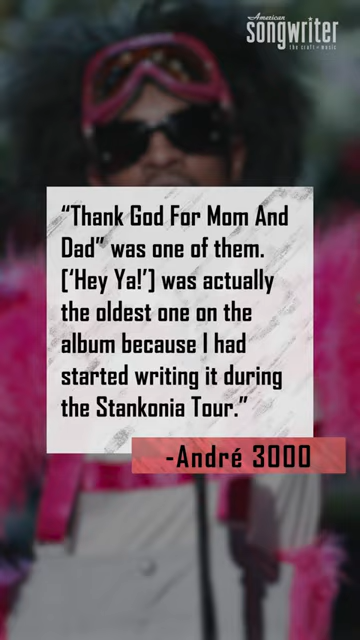 American
songwriter
the craft of music
“Thank God For Mom And
Dad” was one of them.
[‘Hey Ya!’] was actually
the oldest one on the
album because I had
started writing it during
the Stankonia Tour.”
-André 3000